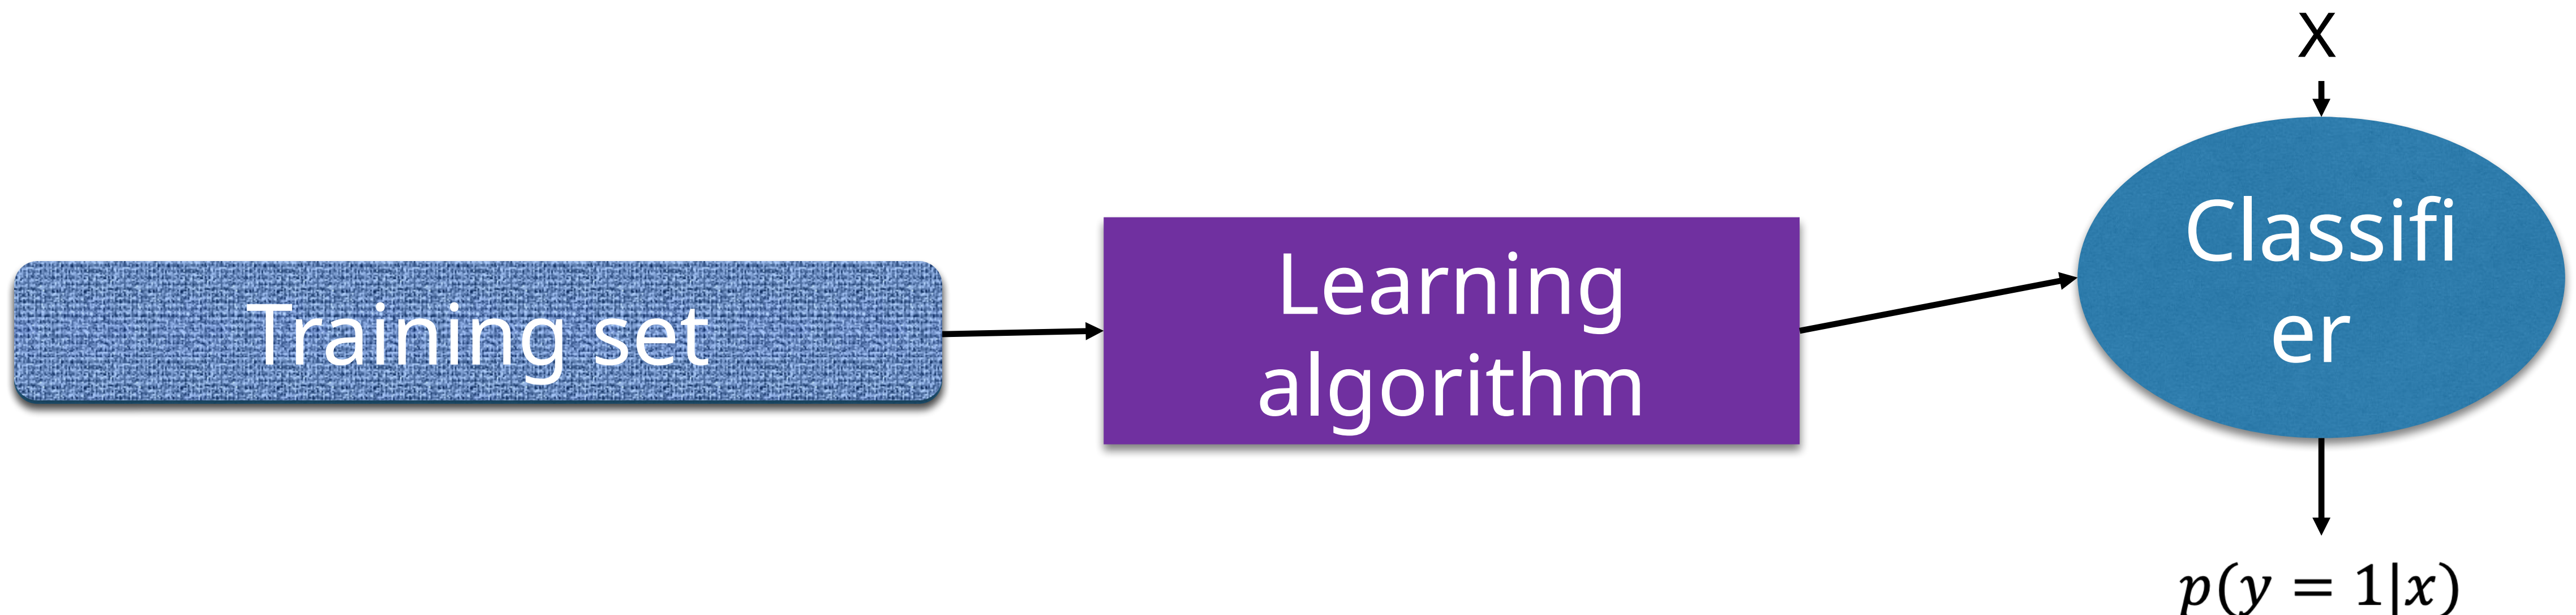 X
Training set
Learning
algorithm
Classifi
er
p(y = 1|x)